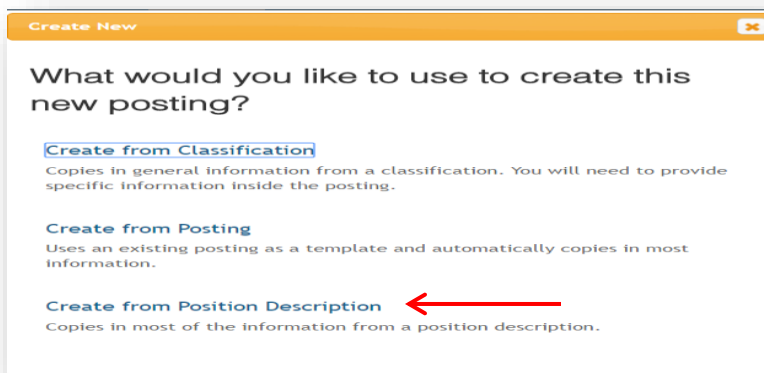 Create New
What would you like to use to create this
new posting?
Create from Classification
Copies in general information from a classification. You will need to provide
specific information inside the posting.
Create from Posting
Uses an existing posting as a template and automatically copies in most
information.
Create from Position Description
Copies in most of the information from a position description.